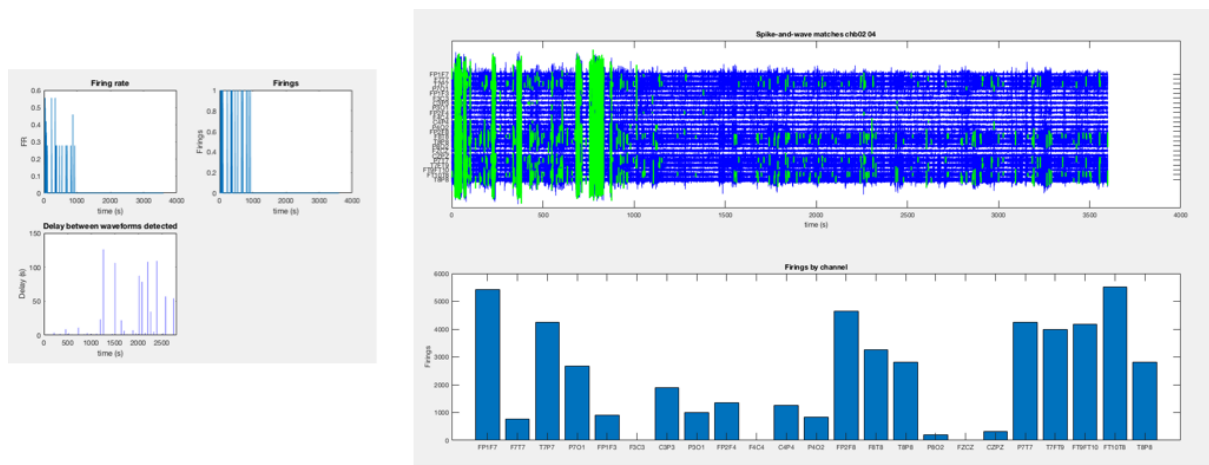 Firing rate
0.6
0.5
0.4
0.3
0.2
0.1
0
FR
0 1000 2000 3000 4000
time (s)
Firings
1
0.8
0.6
0.4
0.2
0
Firings
0 1000 2000 3000 4000
time (s)
Delay between waveforms detected
150
100
50
0
Delay (s)
0 500 1000 1500 2000 2500
time (s)
Spike-and-wave matches chb02 04
FP1F7
FP2F8
FT9FT10
FT10T8
T8P8
0 500 1000 1500 2000 2500 3000 3500 4000
time (s)
Firings by channel
6000
5000
4000
3000
2000
1000
0
Firings
FP1F7 F7T7 T7P7 P7O1 FP1F3 F3C3 C3P3 P3O1 FP2F4 F4C4 C4P4 P4O2 FP2F8 F8T8 T8P8 P8O2 FZCZ CZPZ P7T7 T7FT9 FT9FT10 FT10T8 T8P8